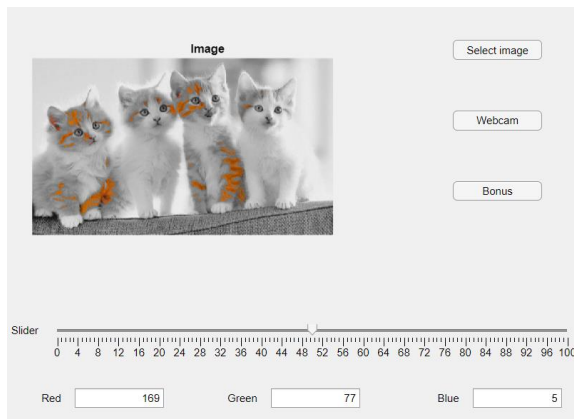 Image
Select image
Webcam
Bonus
Slider
0 4 8 12 16 20 24 28 32 36 40 44 48 52 56 60 64 68 72 76 80 84 88 92 96 100
Red 169 Green 77 Blue 5